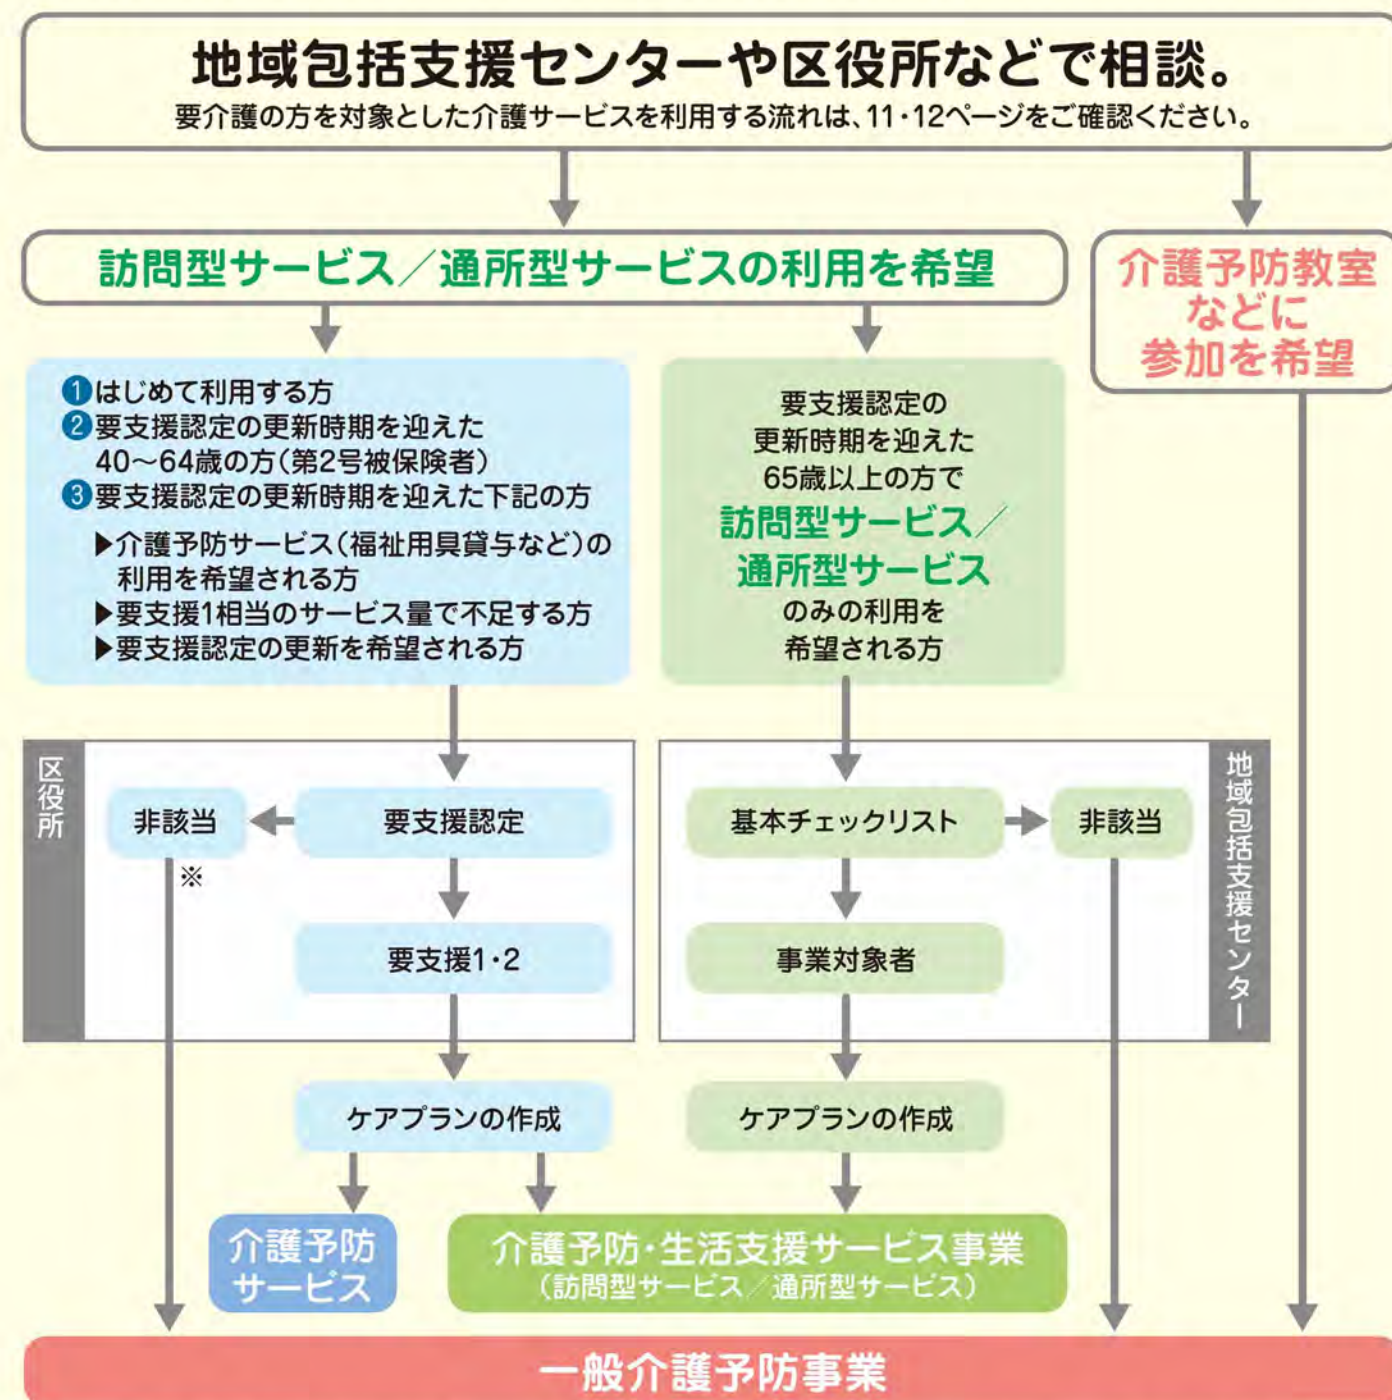 地域包括支援センターや区役所などで相談。
要介護の方を対象とした介護サービスを利用する流れは、11・12ページをご確認ください。
訪問型サービス／通所型サービスの利用を希望
介護予防教室
などに
参加を希望
❶はじめて利用する方
❷要支援認定の更新時期を迎えた
40～64歳の方(第2号被保険者)
❸要支援認定の更新時期を迎えた下記の方
▶介護予防サービス(福祉用具貸与など)の
利用を希望される方
▶要支援1相当のサービス量で不足する方
▶要支援認定の更新を希望される方
要支援認定の
更新時期を迎えた
65歳以上の方で
訪問型サービス／
通所型サービス
のみの利用を
希望される方
区役所
非該当
※
要支援認定
要支援1・2
基本チェックリスト
非該当
事業対象者
地域包括支援センター
ケアプランの作成
ケアプランの作成
介護予防
サービス
介護予防・生活支援サービス事業
(訪問型サービス／通所型サービス)
一般介護予防事業